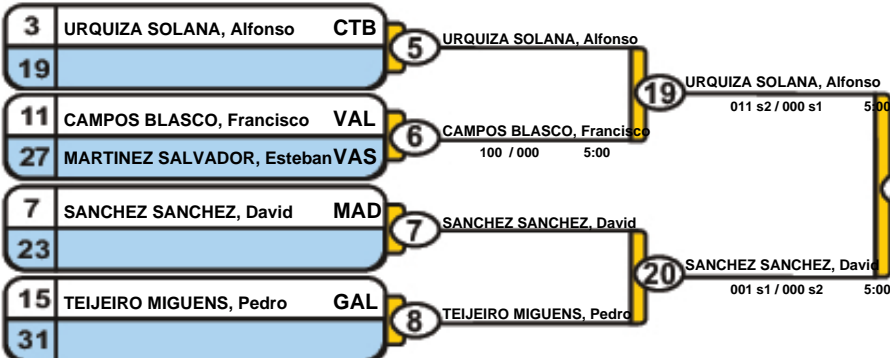 3 URQUIZA SOLANA, Alfonso CTB
19
5
URQUIZA SOLANA, Alfonso
11 CAMPOS BLASCO, Francisco VAL
27 MARTINEZ SALVADOR, Esteban VAS
6
CAMPOS BLASCO, Francisco
100 / 000 5:00
19
URQUIZA SOLANA, Alfonso
011 s2 / 000 s1 5:00
7 SANCHEZ SANCHEZ, David MAD
23
7
SANCHEZ SANCHEZ, David
15 TEIJEIRO MIGUENS, Pedro GAL
31
8
TEIJEIRO MIGUENS, Pedro
20
SANCHEZ SANCHEZ, David
001 s1 / 000 s2 5:00